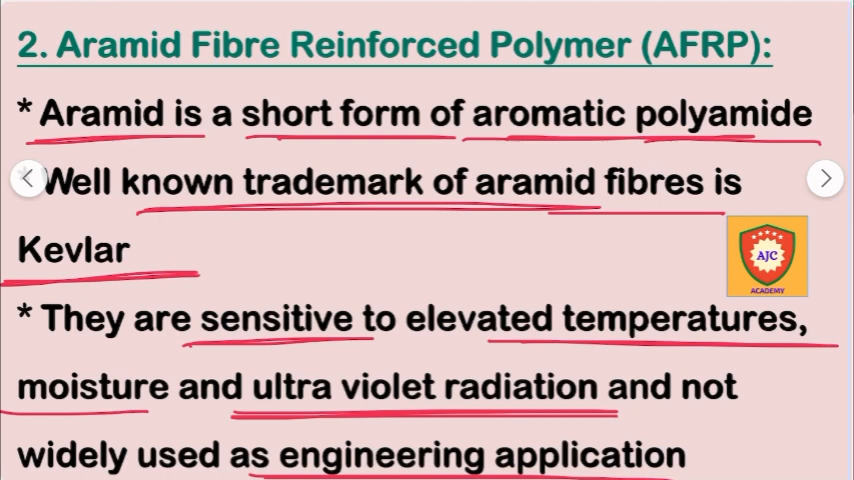 2. Aramid Fibre Reinforced Polymer (AFRP):
* Aramid is a short form of aromatic polyamide
* Well known trademark of aramid fibres is
Kevlar
AJC
ACADEMY
* They are sensitive to elevated temperatures,
moisture and ultra violet radiation and not
widely used as engineering application